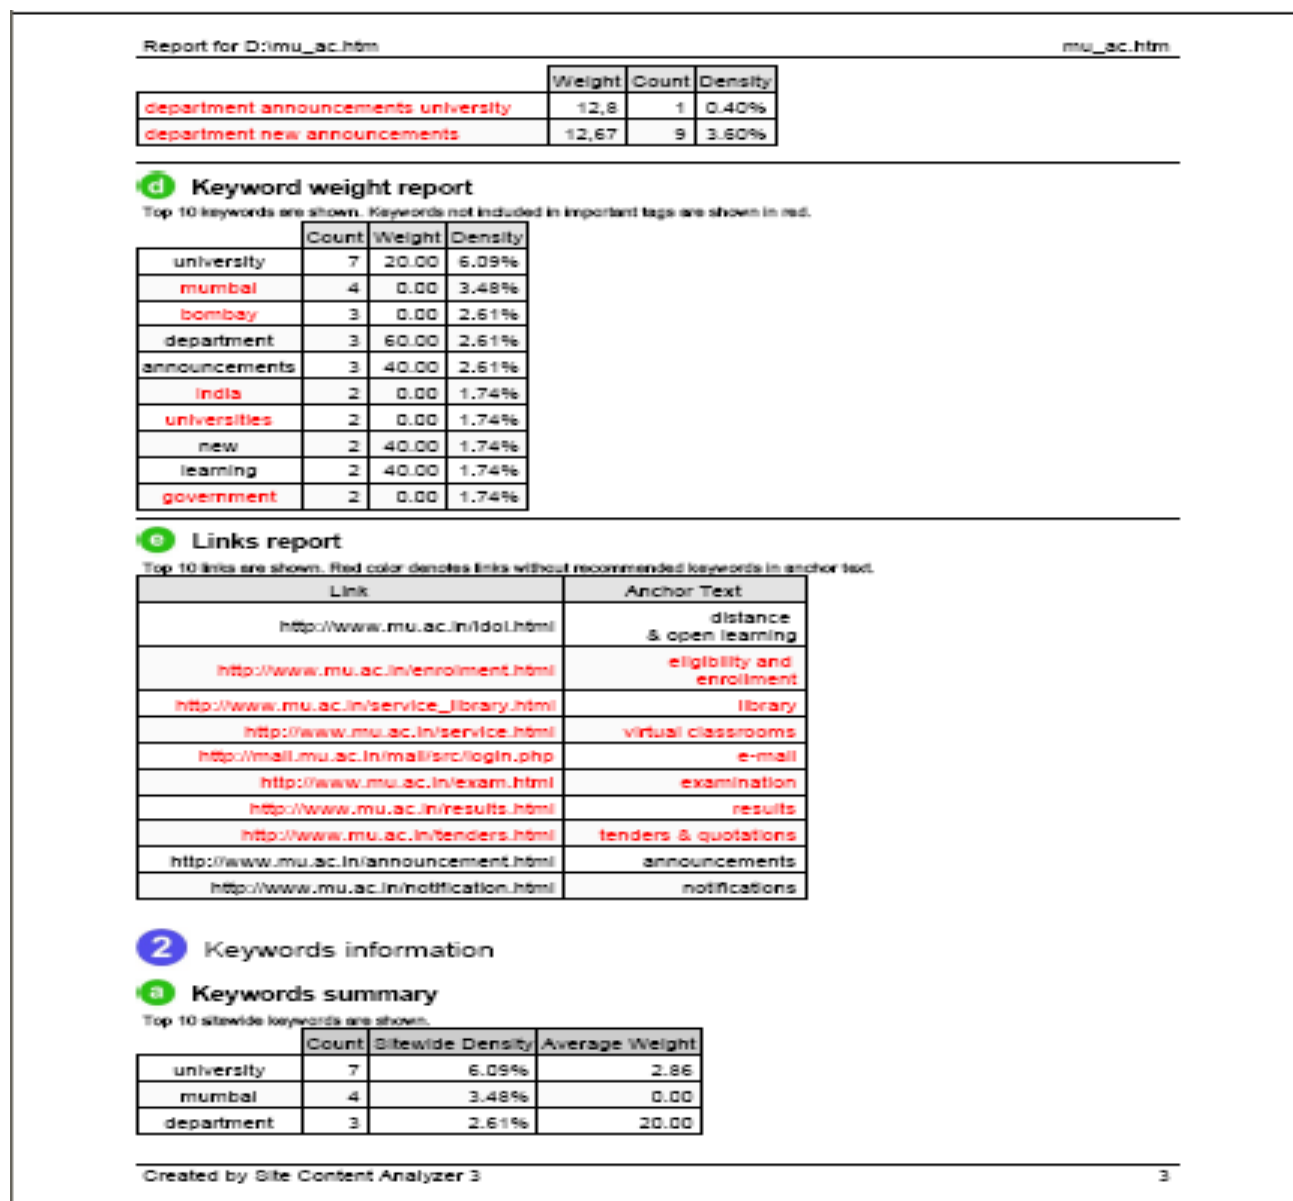 Report for D:\mu_ac.htm mu_ac.htm
Weight Count Density
department announcements university 12,8 1 0.40%
department new announcements 12,67 9 3.60%
d Keyword weight report
Top 10 keywords are shown. Keywords not included in important tags are shown in red.
Count Weight Density
university 7 20.00 6.09%
mumbai 4 0.00 3.48%
bombay 3 0.00 2.61%
department 3 60.00 2.61%
announcements 3 40.00 2.61%
india 2 0.00 1.74%
universities 2 0.00 1.74%
new 2 40.00 1.74%
learning 2 40.00 1.74%
government 2 0.00 1.74%
e Links report
Top 10 links are shown. Red color denotes links without recommended keywords in anchor text.
Link Anchor Text
http://www.mu.ac.in/idol.html distance
& open learning
http://www.mu.ac.in/enrolment.html eligibility and
enrollment
http://www.mu.ac.in/service_library.html library
http://www.mu.ac.in/service.html virtual classrooms
http://mail.mu.ac.in/mail/src/login.php e-mail
http://www.mu.ac.in/exam.html examination
http://www.mu.ac.in/results.html results
http://www.mu.ac.in/tenders.html tenders & quotations
http://www.mu.ac.in/announcement.html announcements
http://www.mu.ac.in/notification.html notifications
2 Keywords information
a Keywords summary
Top 10 sitewide keywords are shown.
Count Sitewide Density Average Weight
university 7 6.09% 2.86
mumbai 4 3.48% 0.00
department 3 2.61% 20.00
Created by Site Content Analyzer 3 3